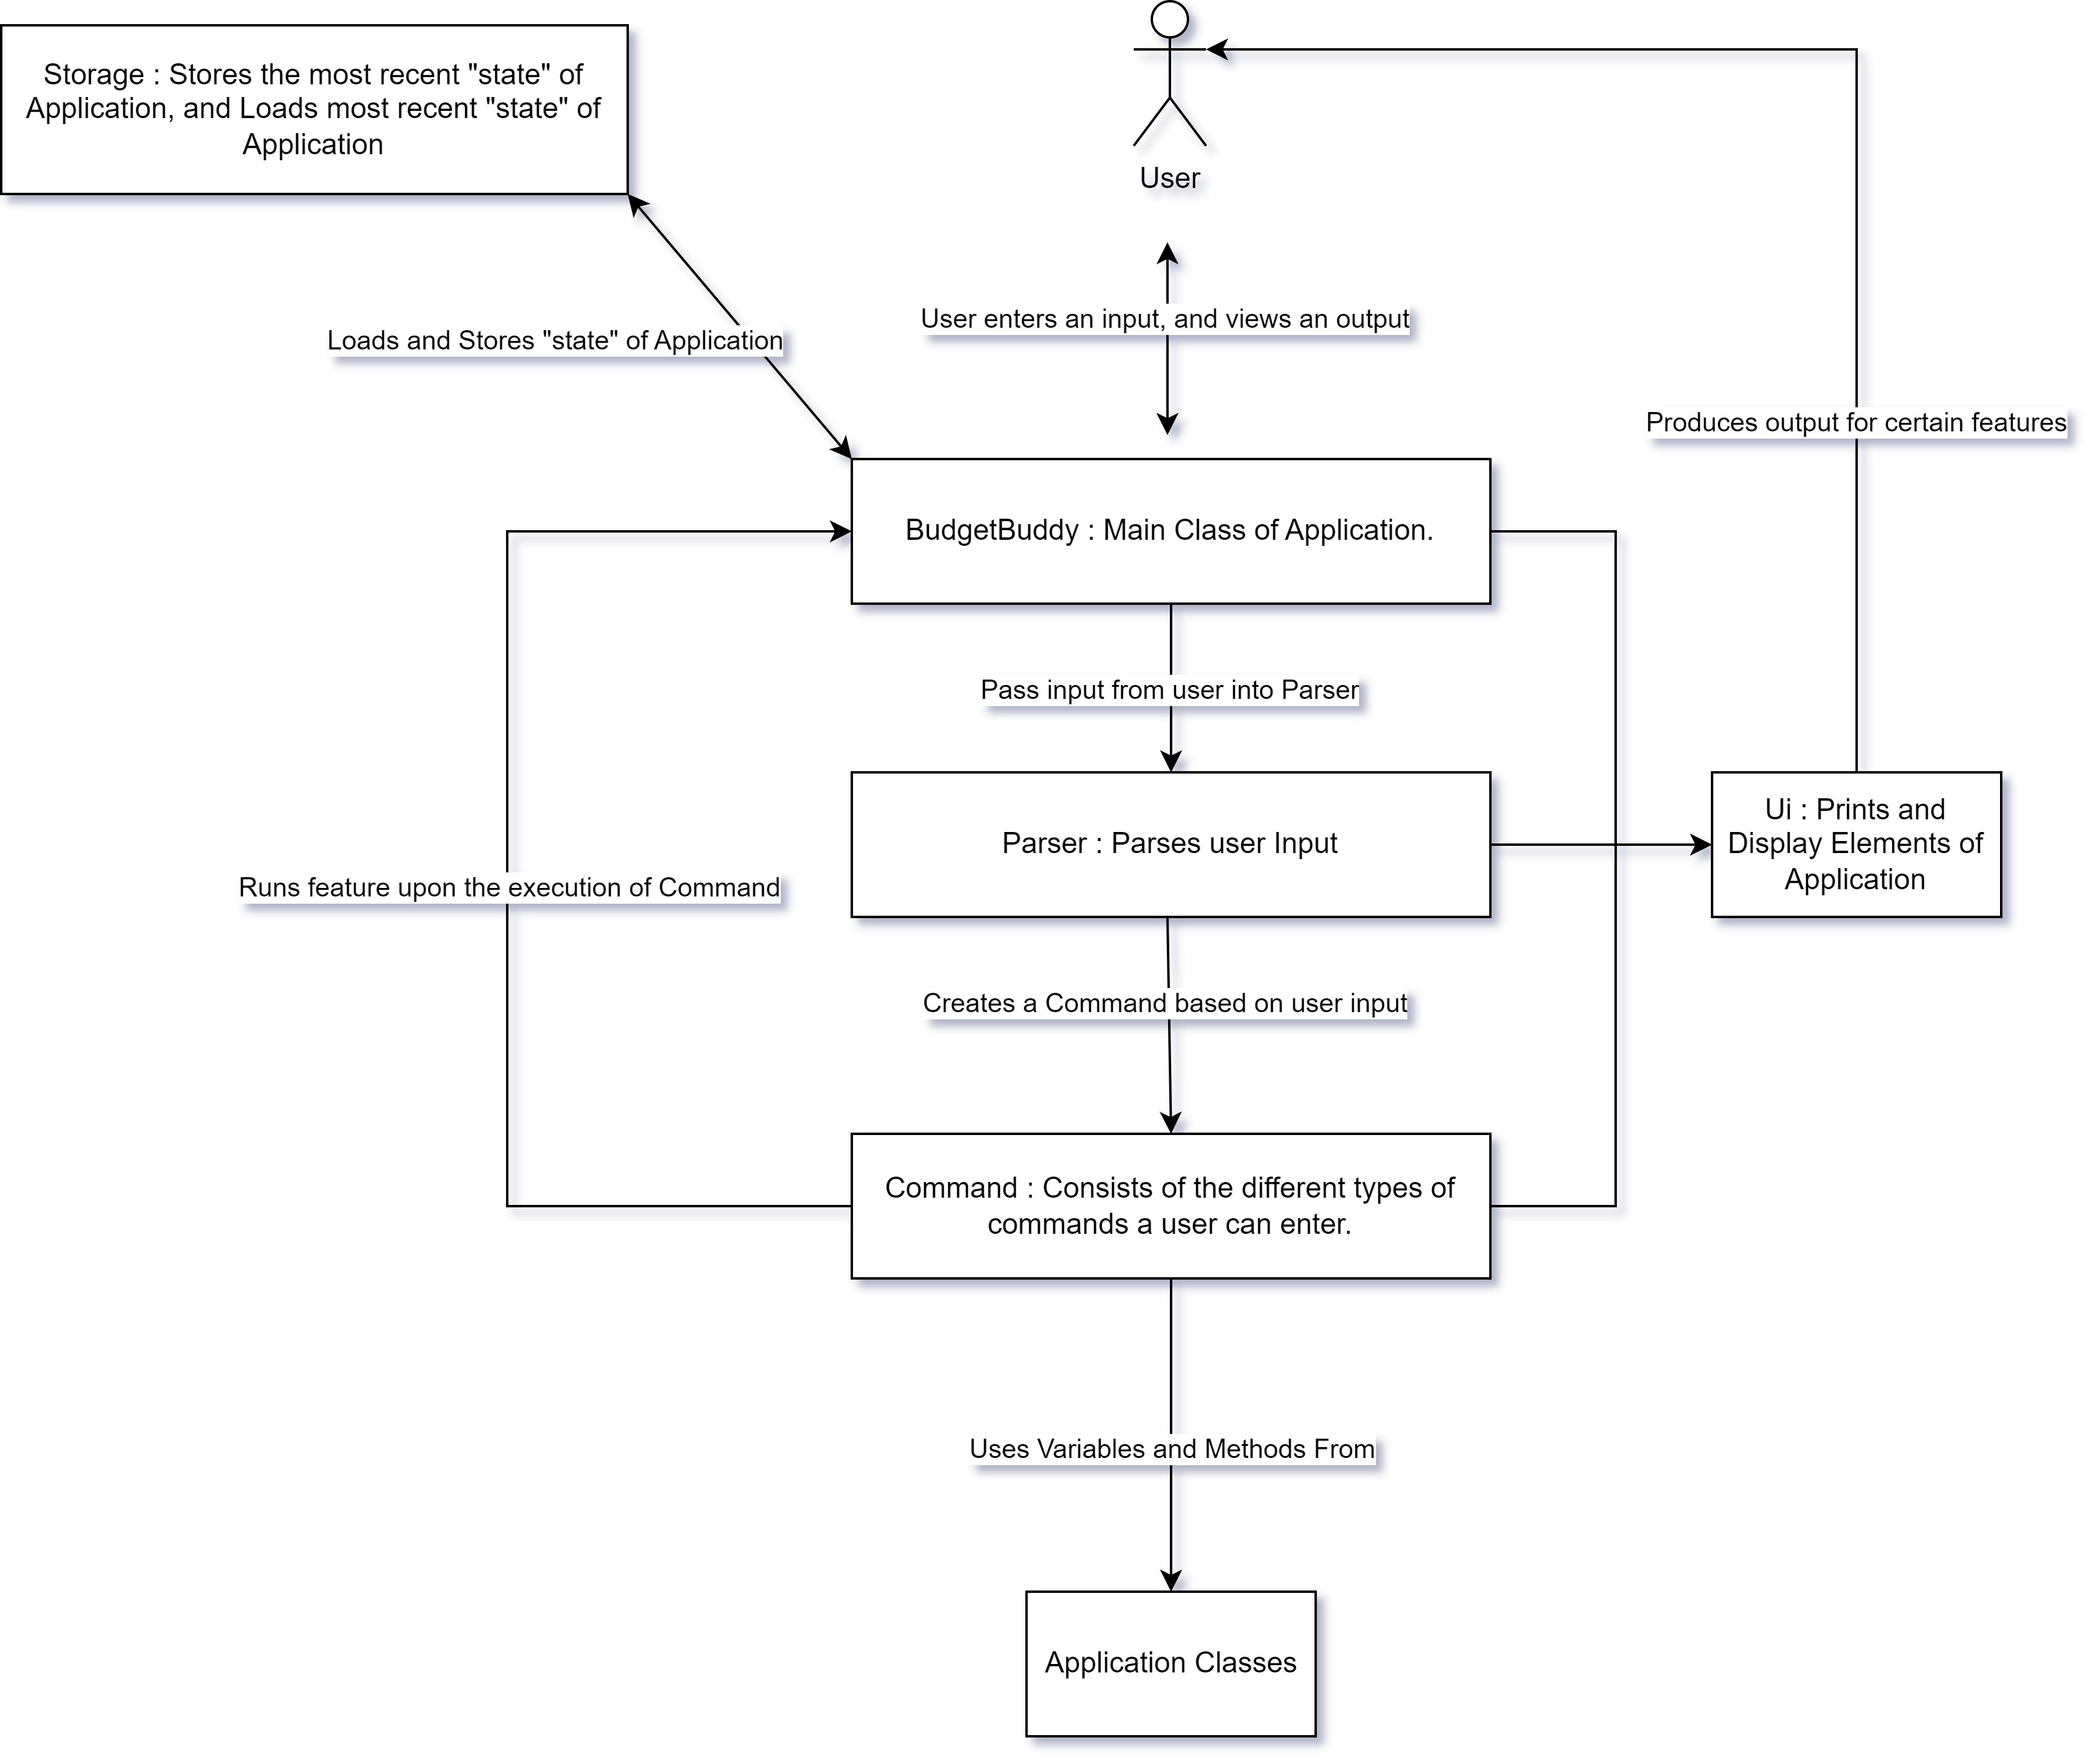 Storage : Stores the most recent "state" of
Application, and Loads most recent "state" of
Application
User
User enters an input, and views an output
Loads and Stores "state" of Application
Produces output for certain features
BudgetBuddy : Main Class of Application.
Pass input from user into Parser
Parser : Parses user Input
Ui : Prints and
Display Elements of
Application
Runs feature upon the execution of Command
Creates a Command based on user input
Command : Consists of the different types of
commands a user can enter.
Uses Variables and Methods From
Application Classes